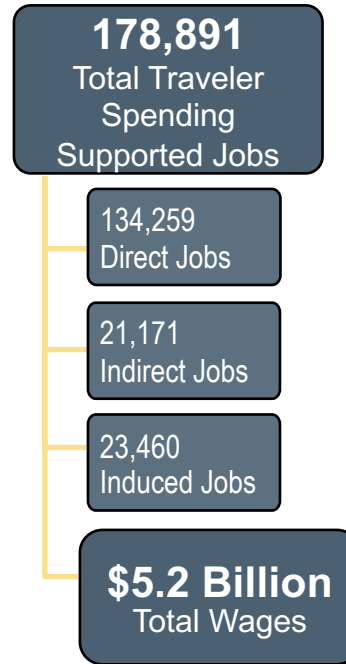 178,891
Total Traveler
Spending
Supported Jobs
134,259
Direct Jobs
21,171
Indirect Jobs
23,460
Induced Jobs
$5.2 Billion
Total Wages